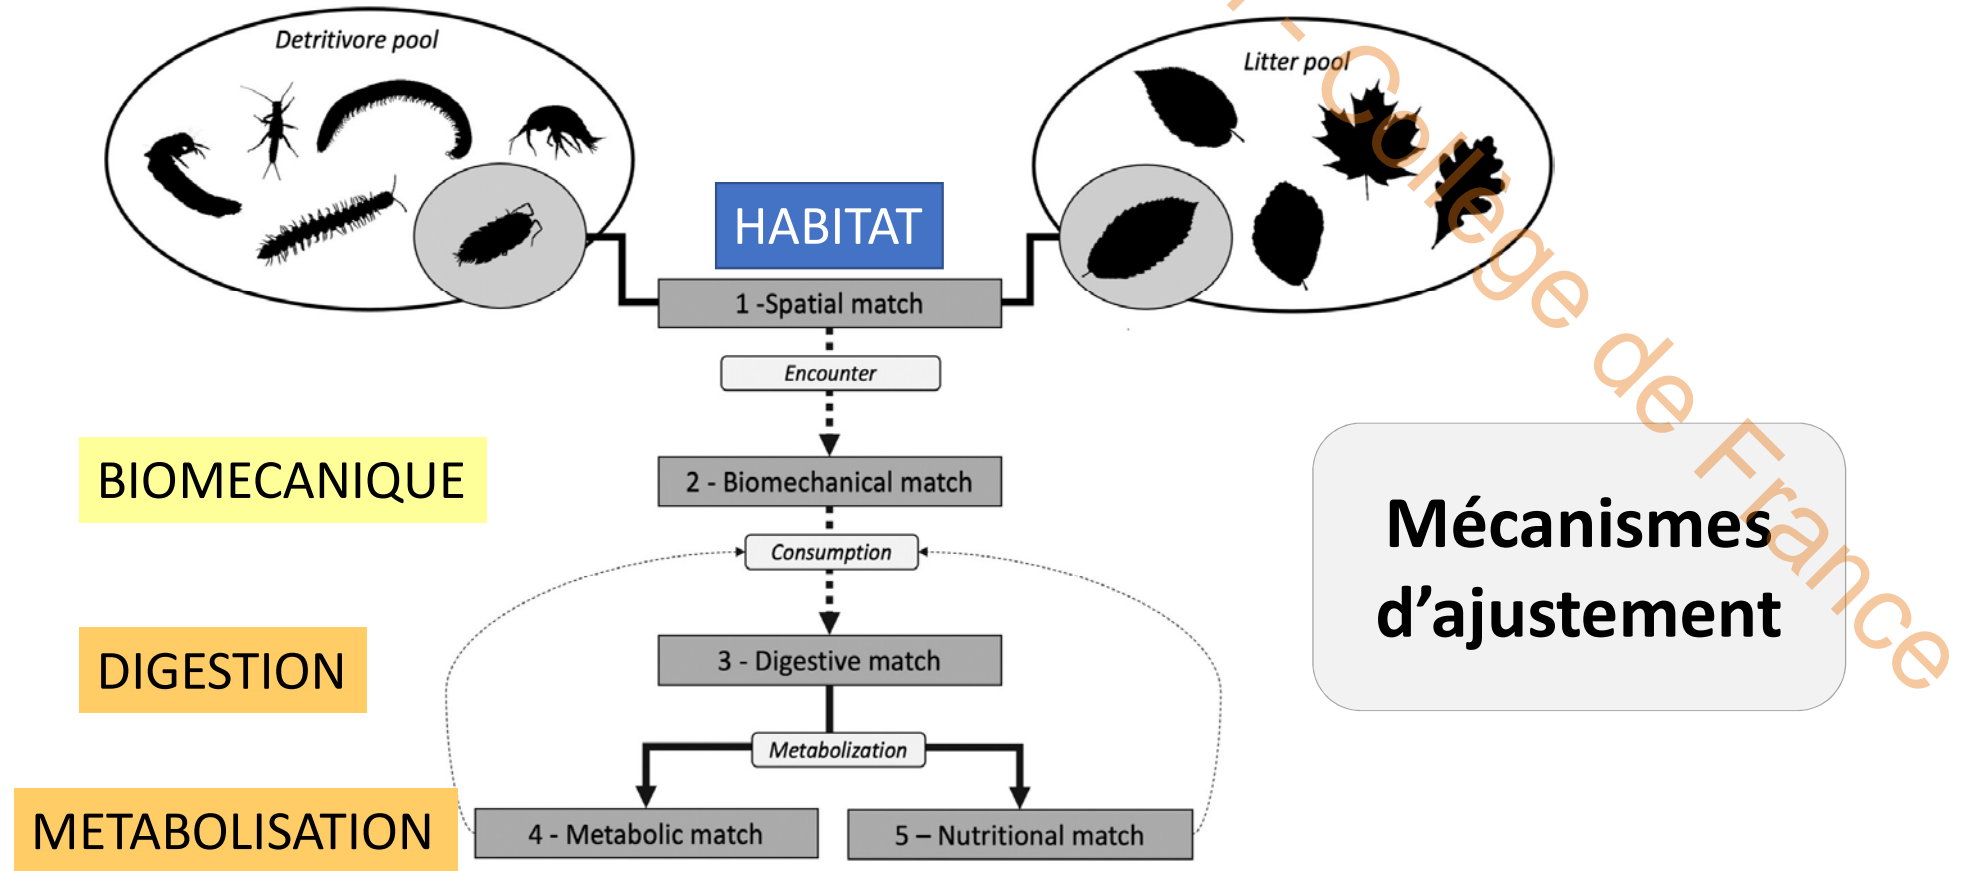 Detritivore pool
Litter pool
HABITAT
1 -Spatial match
Encounter
BIOMECANIQUE
2 - Biomechanical match
Consumption
Mécanismes
d’ajustement
DIGESTION
3 - Digestive match
Metabolization
METABOLISATION
4 - Metabolic match
5 – Nutritional match
- Collège de France